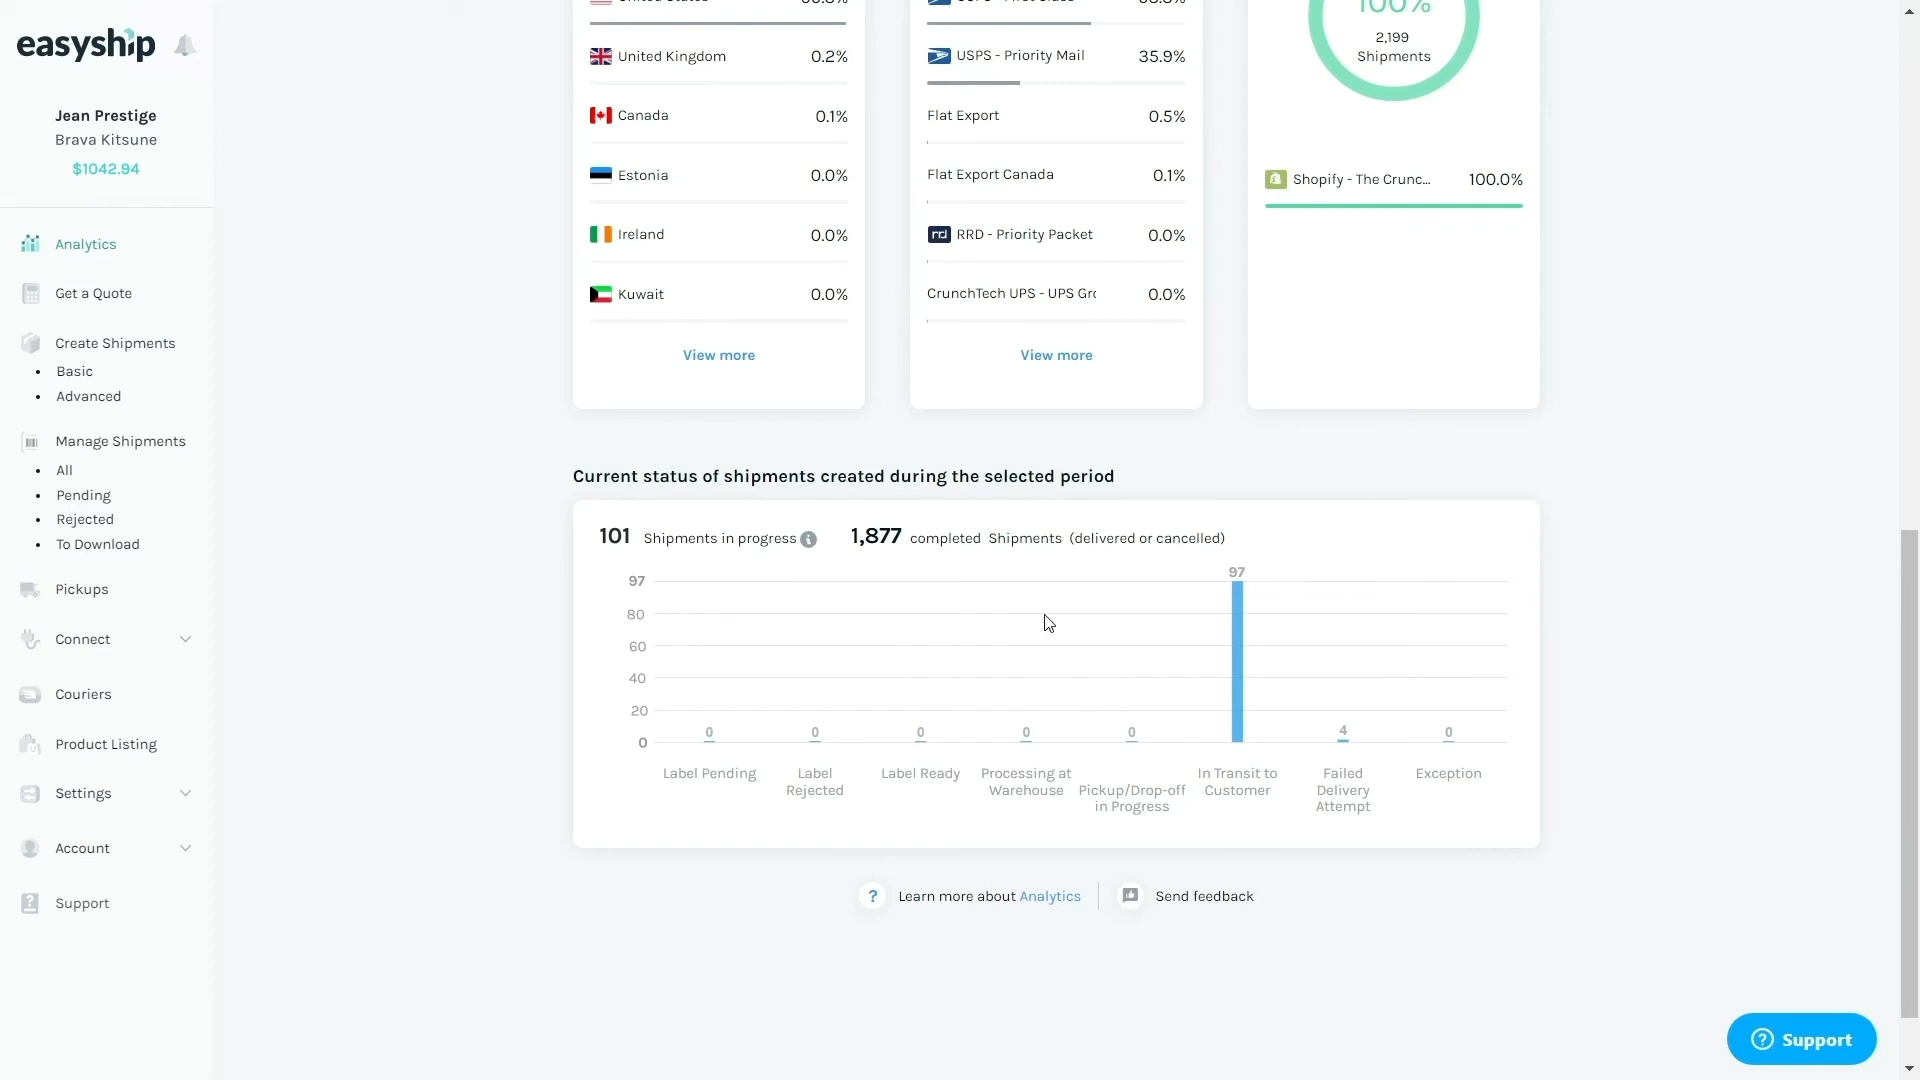 easyship
Jean Prestige
Brava Kitsune
$1042.94
Analytics
Get a Quote
Create Shipments
Basic
Advanced
Manage Shipments
All
Pending
Rejected
To Download
Pickups
Connect
Couriers
Product Listing
Settings
Account
Support
United Kingdom 0.2%
Canada 0.1%
Estonia 0.0%
Ireland 0.0%
Kuwait 0.0%
View more
USPS - Priority Mail 35.9%
Flat Export 0.5%
Flat Export Canada 0.1%
rrd RRD - Priority Packet 0.0%
CrunchTech UPS - UPS Gro 0.0%
View more
100%
2,199
Shipments
Shopify - The Crunc... 100.0%
Current status of shipments created during the selected period
101 Shipments in progress 1,877 completed Shipments (delivered or cancelled)
97
80
60
40
20
0
0
0
0
0
0
97
4
0
Label Pending
Label
Rejected
Label Ready
Processing at
Warehouse
Pickup/Drop-off
in Progress
In Transit to
Customer
Failed
Delivery
Attempt
Exception
? Learn more about Analytics
Send feedback
? Support